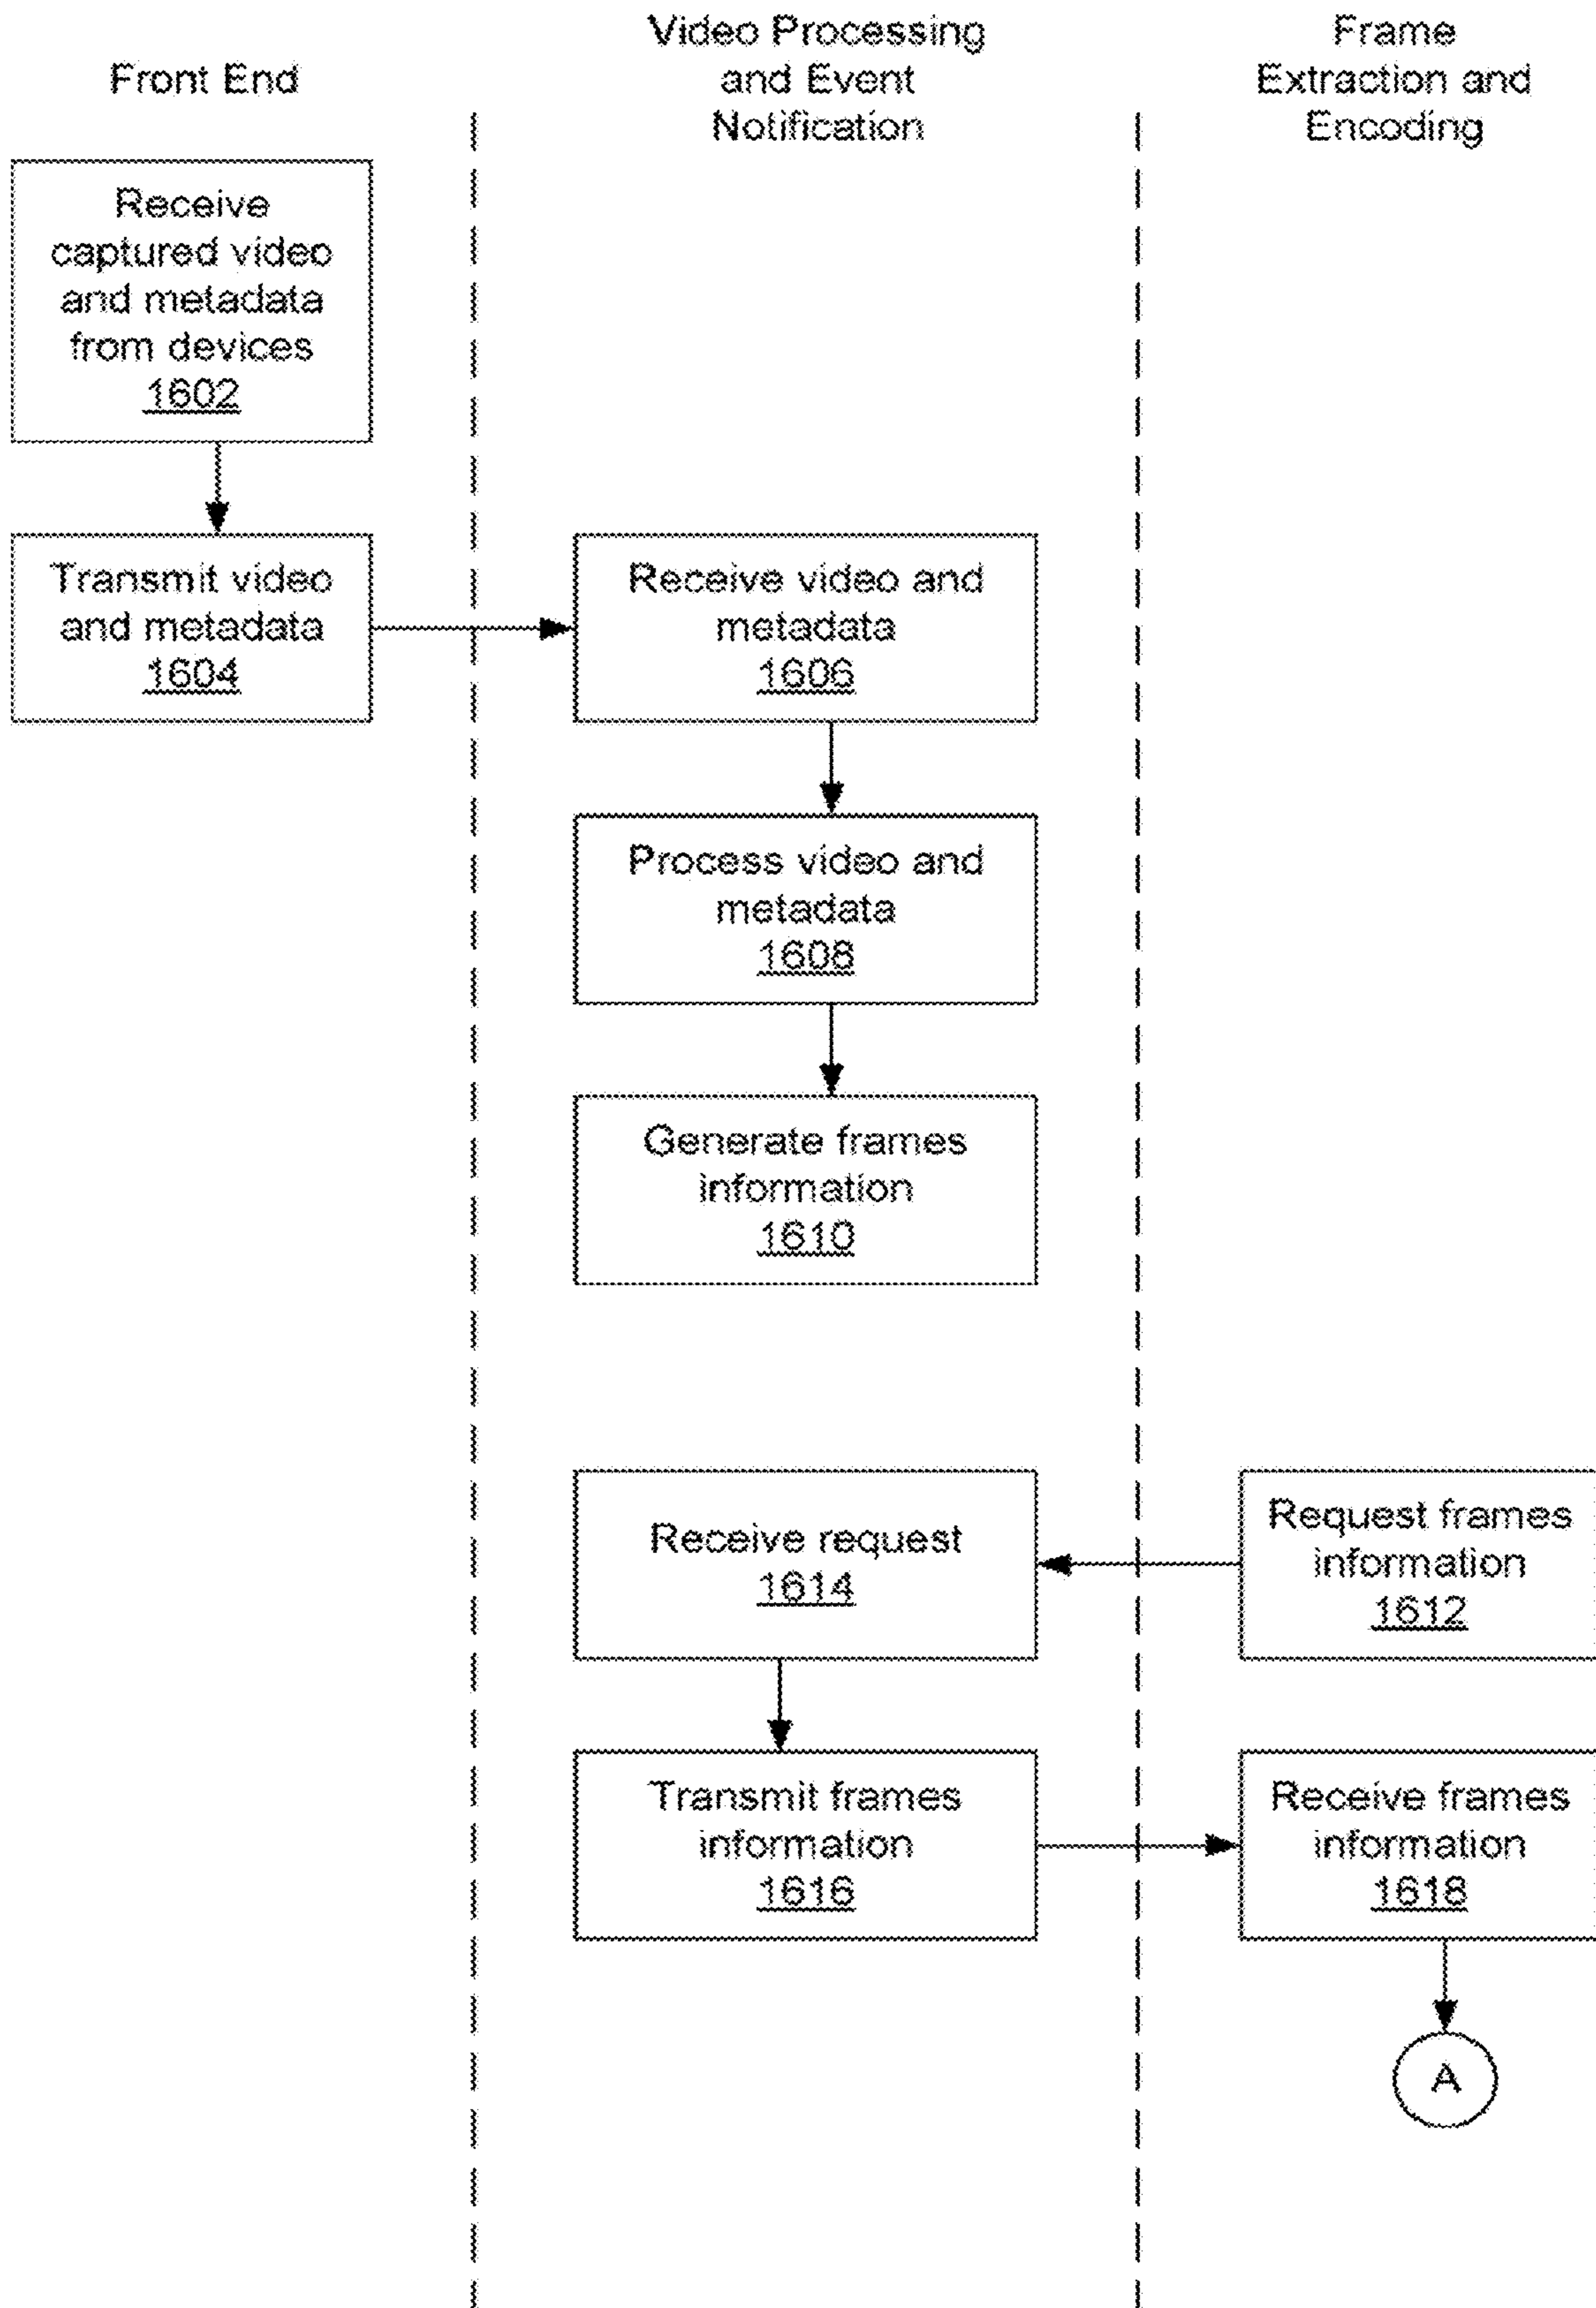 Front End
Video Processing
and Event
Notification
Frame
Extraction and
Encoding
Receive
captured video
and metadata
from devices
1602
Transmit video
and metadata
1604
Receive video and
metadata
1606
Process video and
metadata
1608
Generate frames
information
1610
Request frames
information
1612
Receive request
1614
Transmit frames
information
1616
Receive frames
information
1618
A